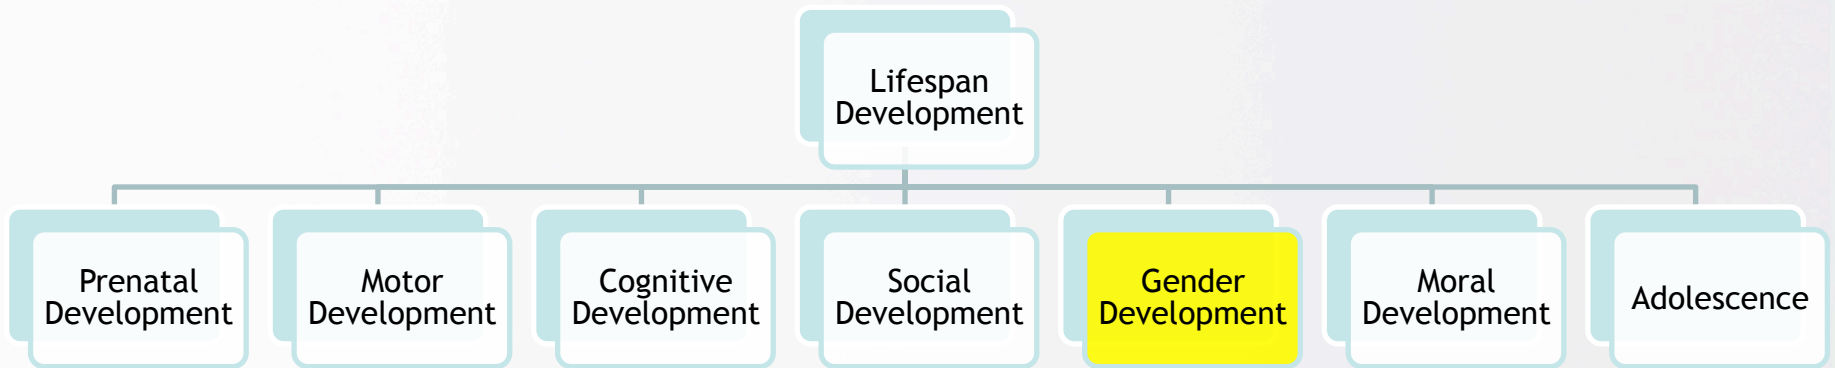 Lifespan
Development
Prenatal
Development
Motor
Development
Cognitive
Development
Social
Development
Gender
Development
Moral
Development
Adolescence